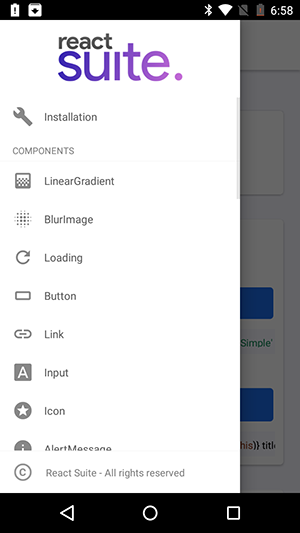 6:58
react
suite.
Installation
COMPONENTS
LinearGradient
BlurImage
Loading
Button
Link
Simple'
Input
Icon
his}} title
AlertMessage
React Suite - All rights reserved